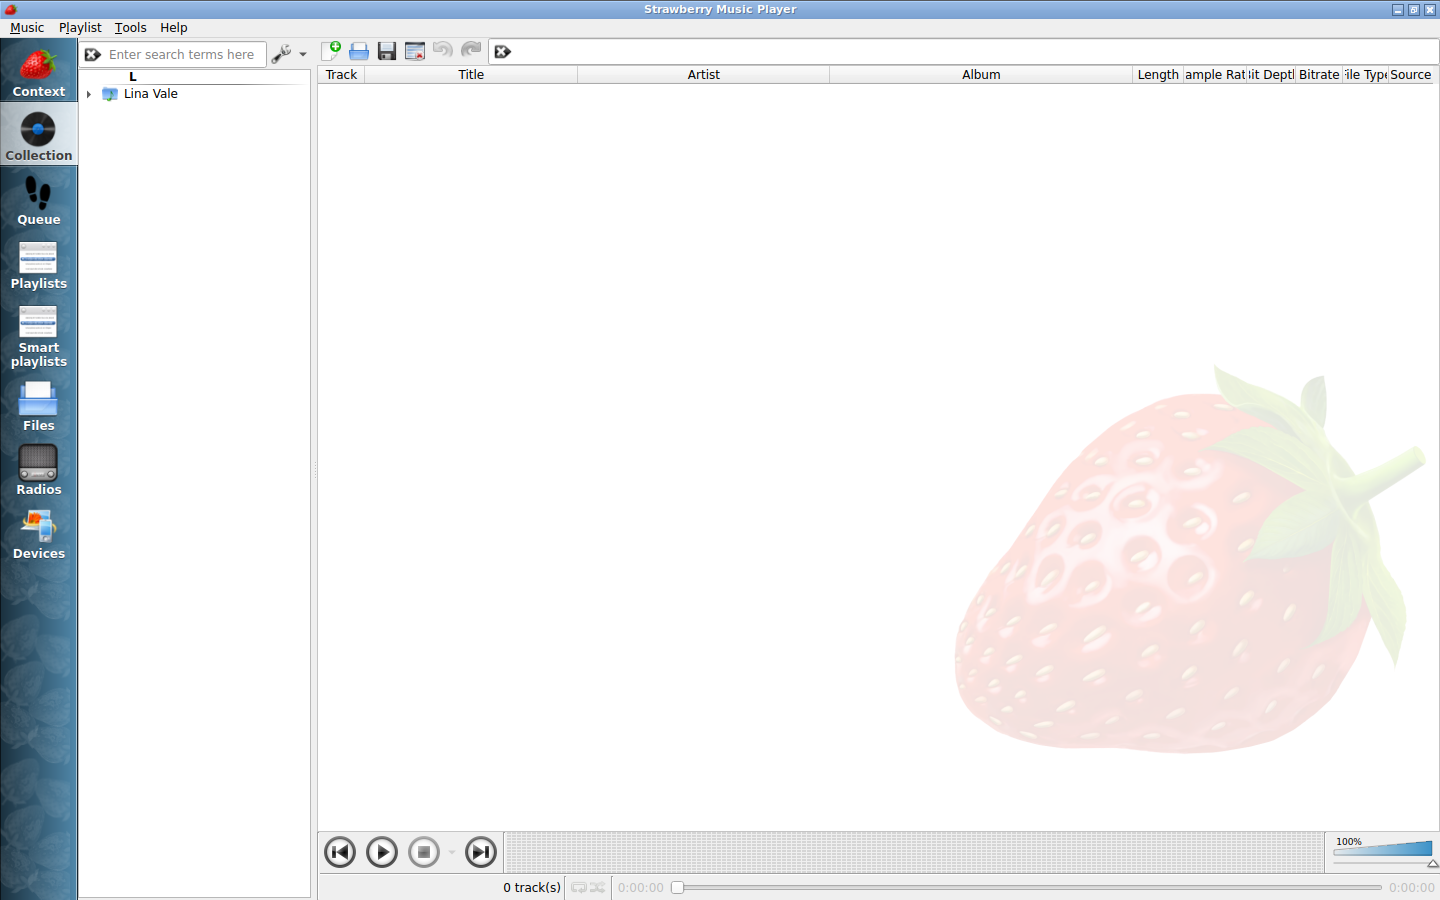 Strawberry Music Player
Music Playlist Tools Help
Context
Collection
Queue
Playlists
Smart
playlists
Files
Radios
Devices
Enter search terms here
L
Lina Vale
Track Title Artist Album Length ample Rat it Dept Bitrate ile Type Source
100%
0 track(s) 0:00:00 0:00:00